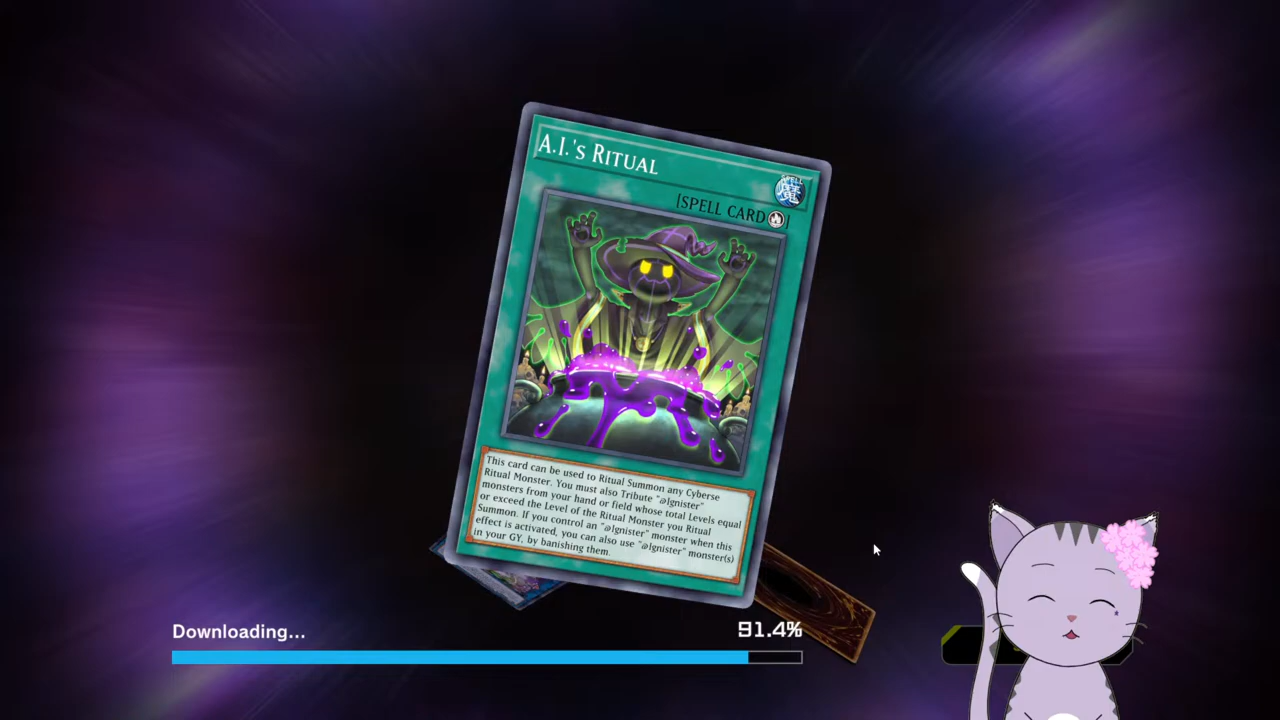 A.I.'s Ritual
SPELL
魔
[SPELL CARD]
This card can be used to Ritual Summon any Cyberse
Ritual Monster. You must also Tribute "@Ignister"
monsters from your hand or field whose total Levels equal
or exceed the Level of the Ritual Monster you Ritual
Summon. If you control an "@Ignister" monster when this
effect is activated, you can also use "@Ignister" monster(s)
in your GY, by banishing them.
Downloading... 91.4%